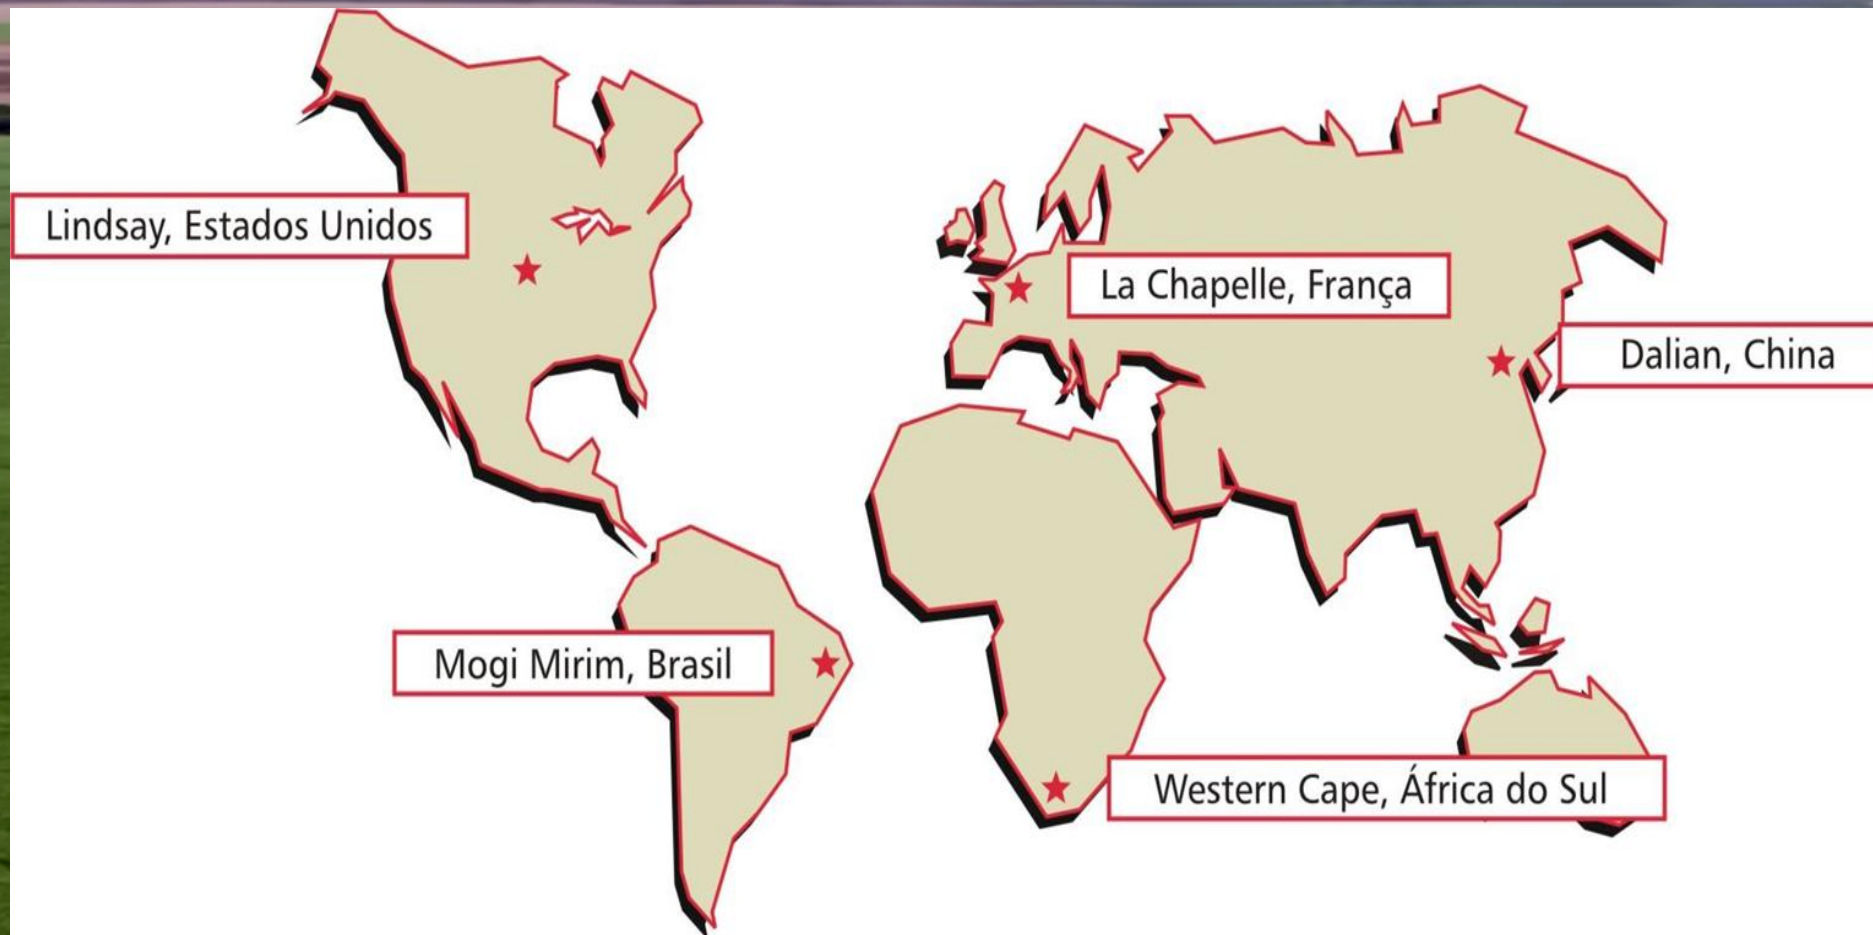 Lindsay, Estados Unidos
La Chapelle, França
Dalian, China
Mogi Mirim, Brasil
Western Cape, África do Sul